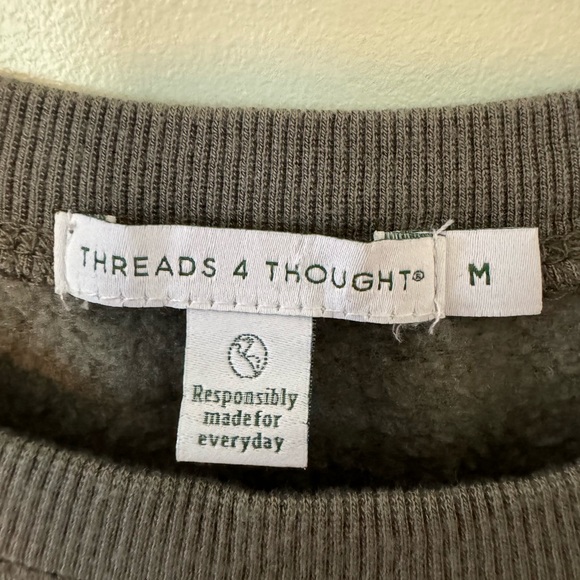 THREADS 4 THOUGHT®
M
Responsibly
made for
everyday